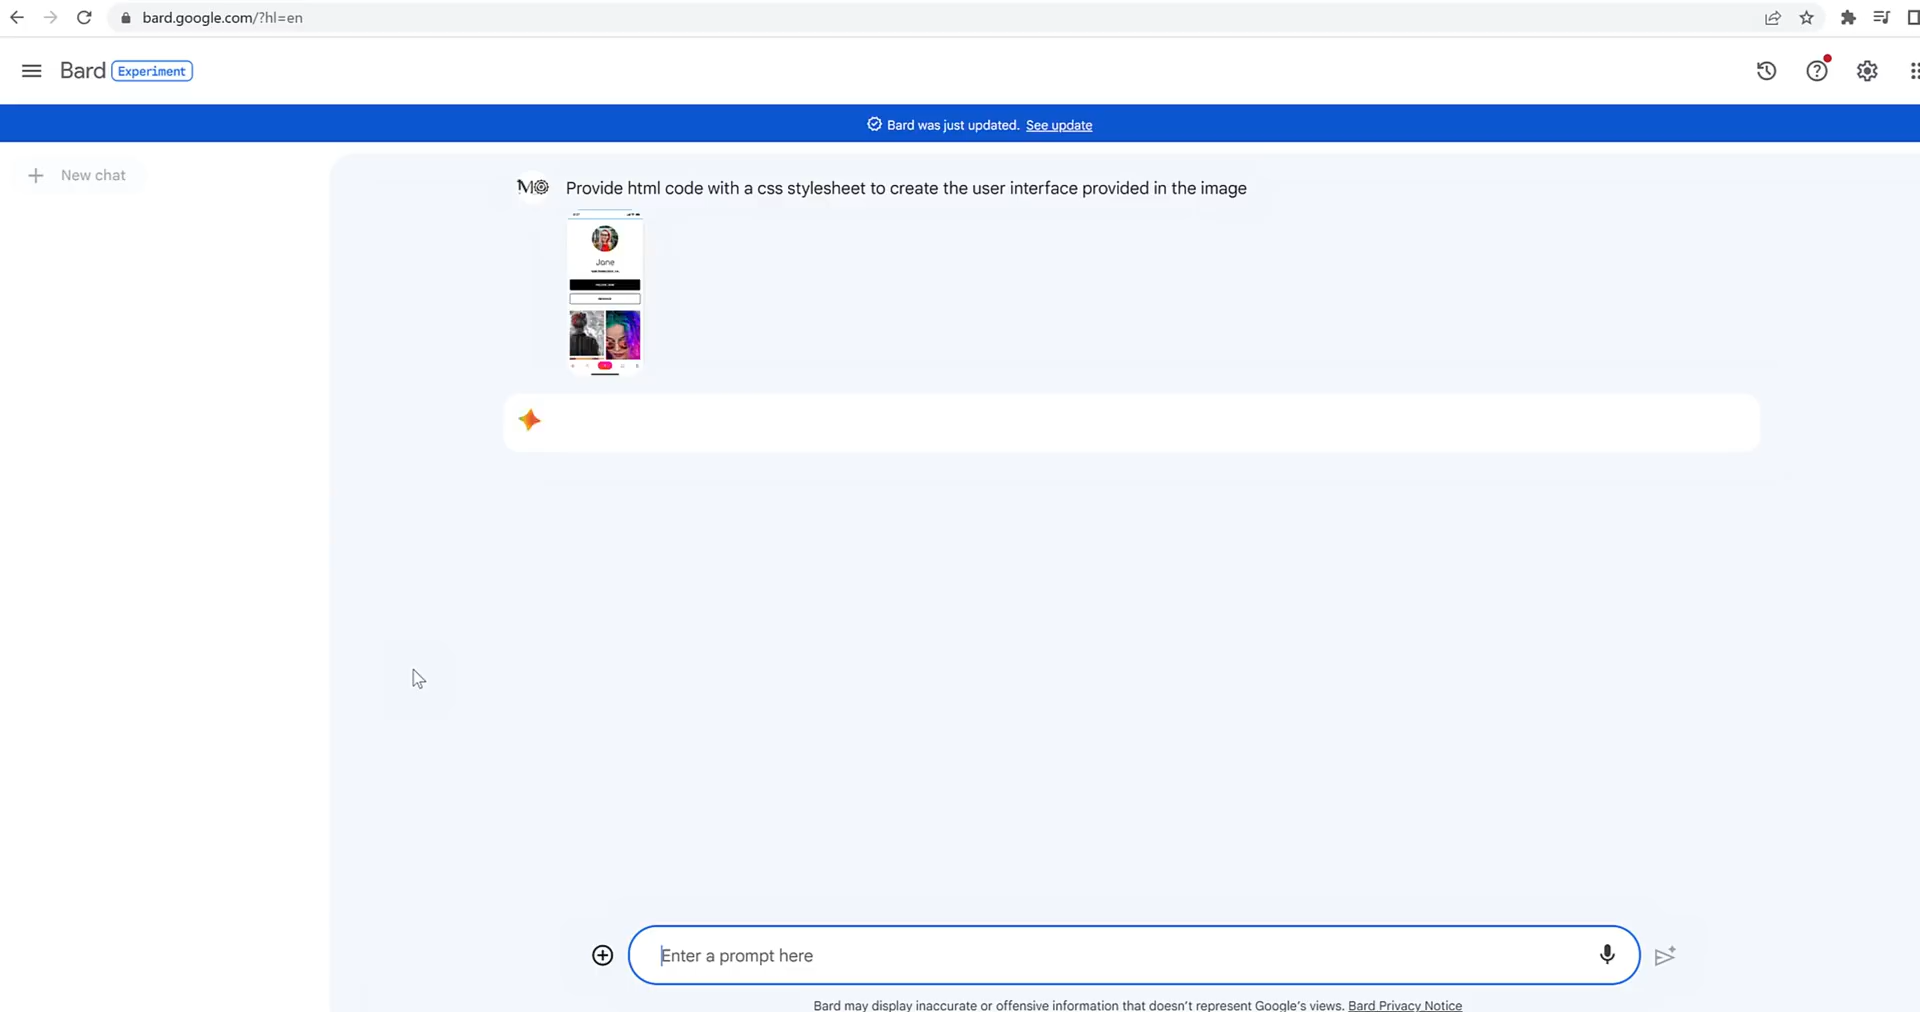 bard.google.com/?hl=en
Bard Experiment
Bard was just updated. See update
New chat
Provide html code with a css stylesheet to create the user interface provided in the image
Jane
Enter a prompt here
Bard may display inaccurate or offensive information that doesn't represent Google's views. Bard Privacy Notice